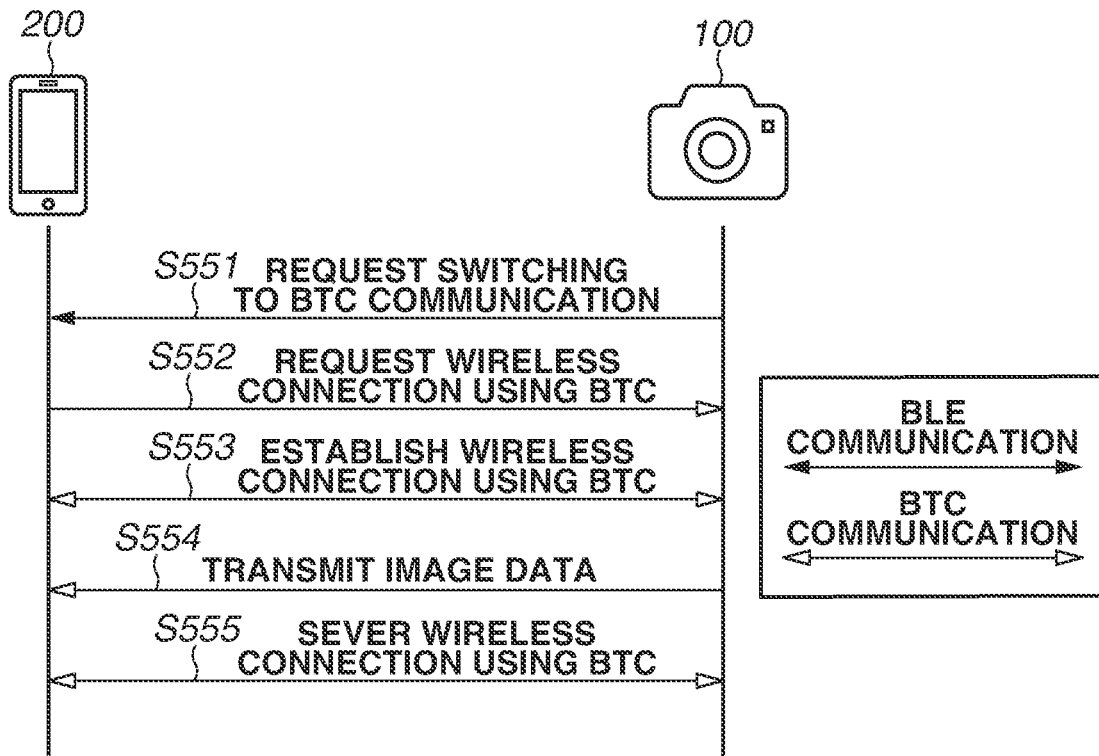 200
100
S551
REQUEST SWITCHING
TO BTC COMMUNICATION
S552
REQUEST WIRELESS
CONNECTION USING BTC
S553
ESTABLISH WIRELESS
CONNECTION USING BTC
S554
TRANSMIT IMAGE DATA
S555
SEVER WIRELESS
CONNECTION USING BTC
BLE
COMMUNICATION
BTC
COMMUNICATION